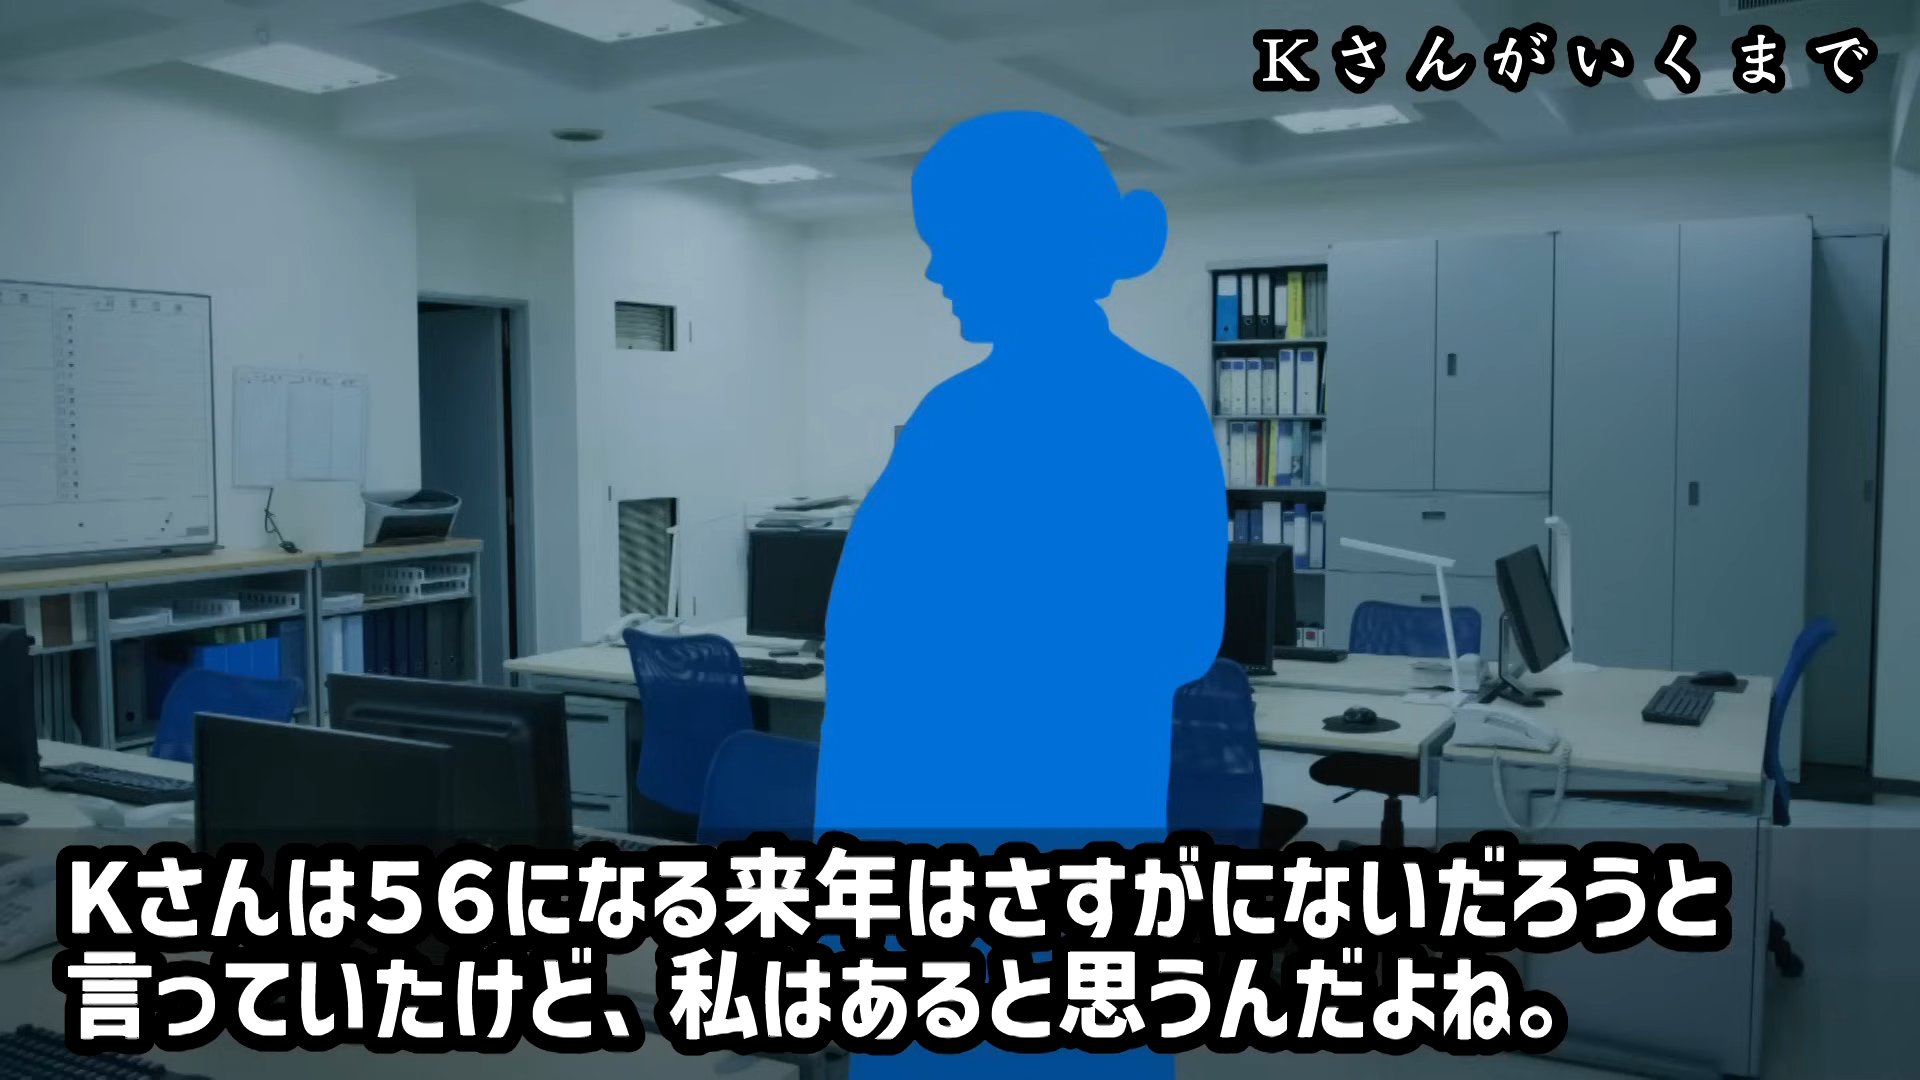 Kさんがいくまで
Kさんは５６になる来年はさすがにないだろうと
言っていたけど、私はあると思うんだよね。